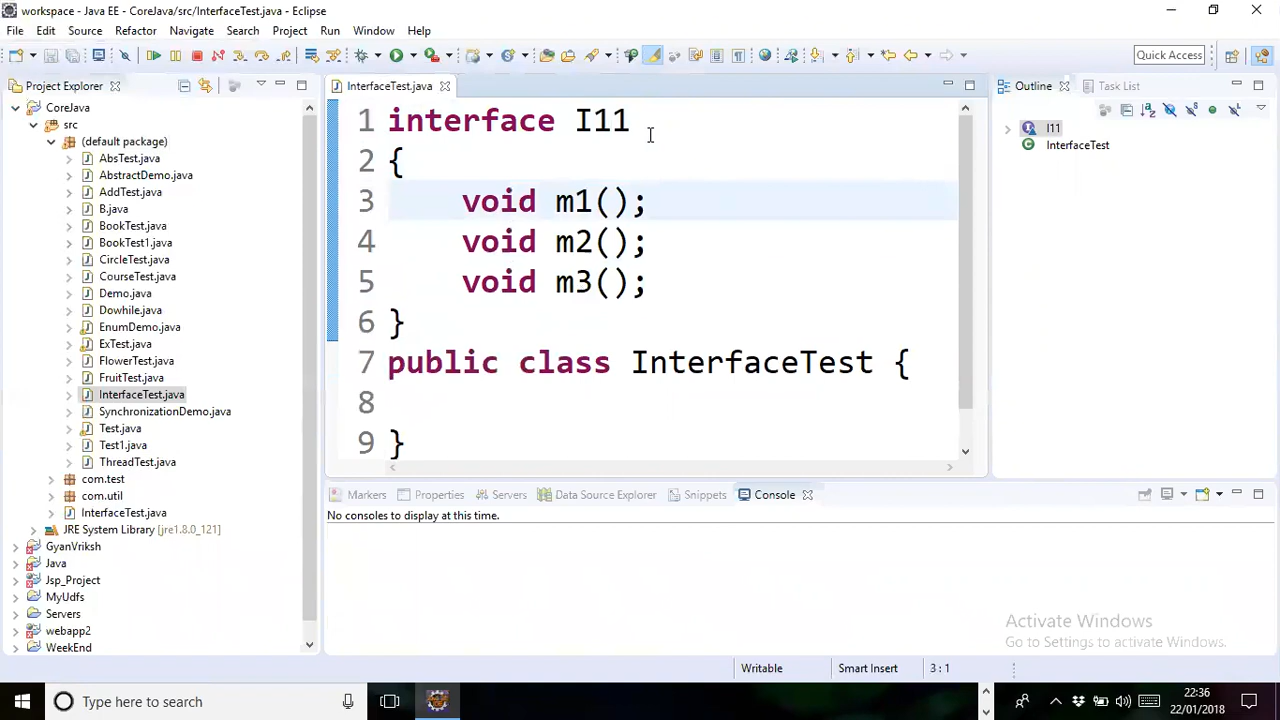 workspace - Java EE - CoreJava/src/InterfaceTest.java - Eclipse
File Edit Source Refactor Navigate Search Project Run Window Help
Quick Access
Project Explorer
CoreJava
src
(default package)
AbsTest.java
AbstractDemo.java
AddTest.java
B.java
BookTest.java
BookTest1.java
CircleTest.java
CourseTest.java
Demo.java
Dowhile.java
EnumDemo.java
ExTest.java
FlowerTest.java
FruitTest.java
InterfaceTest.java
SynchronizationDemo.java
Test.java
Test1.java
ThreadTest.java
com.test
com.util
InterfaceTest.java
JRE System Library [jre1.8.0_121]
GyanVriksh
Java
Jsp_Project
MyUdfs
Servers
webapp2
WeekEnd
InterfaceTest.java
1 interface I11
2 {
3 void m1();
4 void m2();
5 void m3();
6 }
7 public class InterfaceTest {
8
9 }
Outline Task List
I11
InterfaceTest
Markers Properties Servers Data Source Explorer Snippets Console
No consoles to display at this time.
Activate Windows
Go to Settings to activate Windows.
Writable Smart Insert 3 : 1
Type here to search
22:36
22/01/2018